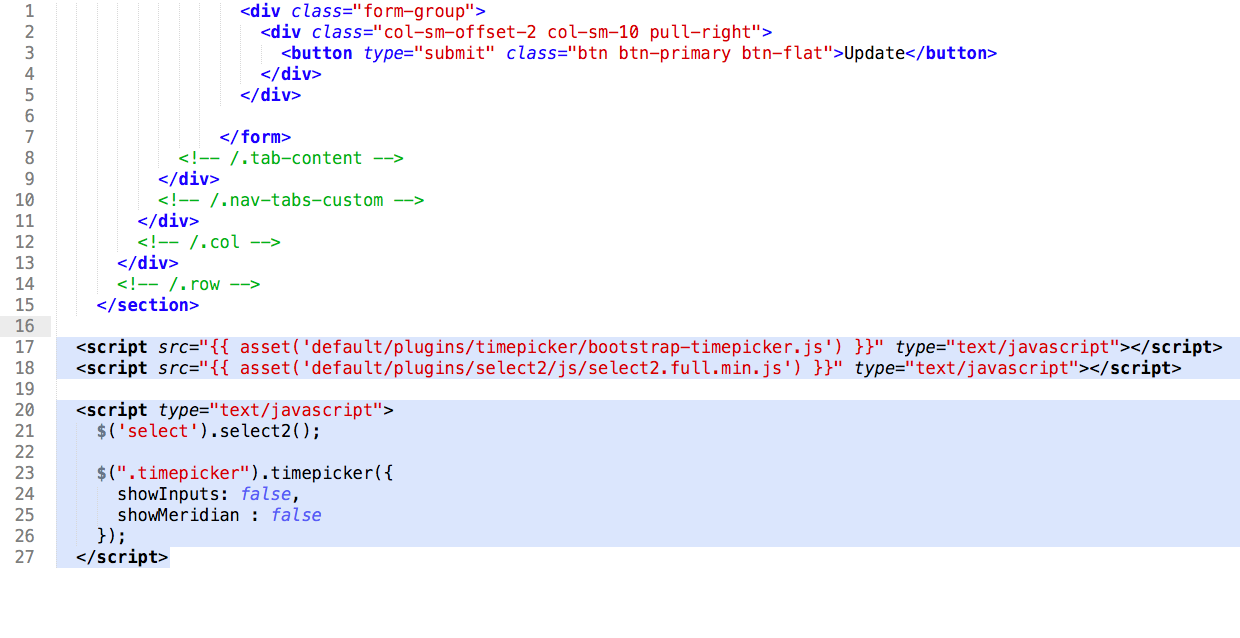 1 <div class="form-group">
2 <div class="col-sm-offset-2 col-sm-10 pull-right">
3 <button type="submit" class="btn btn-primary btn-flat">Update</button>
4 </div>
5 </div>
6
7 </form>
8 <!-- /.tab-content -->
9 </div>
10 <!-- /.nav-tabs-custom -->
11 </div>
12 <!-- /.col -->
13 </div>
14 <!-- /.row -->
15 </section>
16
17 <script src="{{ asset('default/plugins/timepicker/bootstrap-timepicker.js') }}" type="text/javascript"></script>
18 <script src="{{ asset('default/plugins/select2/js/select2.full.min.js') }}" type="text/javascript"></script>
19
20 <script type="text/javascript">
21 $('select').select2();
22
23 $(".timepicker").timepicker({
24 showInputs: false,
25 showMeridian : false
26 });
27 </script>